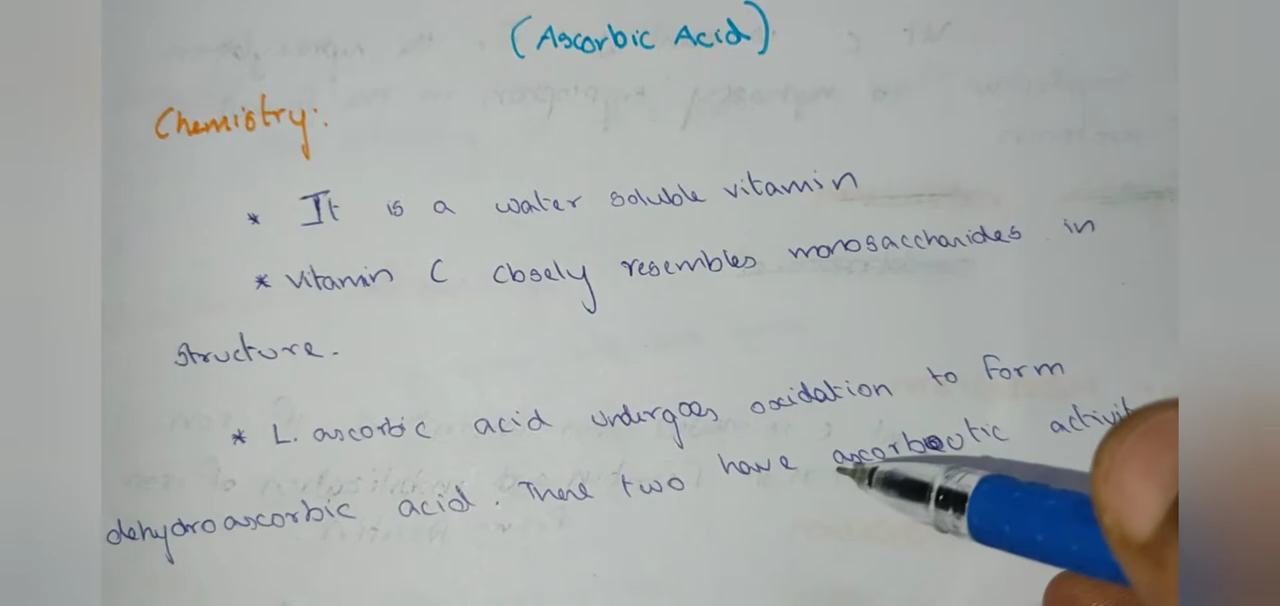 (Ascorbic Acid)
Chemistry:
* It is a water soluble vitamin
* vitamin C closely resembles monosaccharides in
structure.
* L. ascorbic acid undergoes oxidation to form
dehydroascorbic acid. There two have